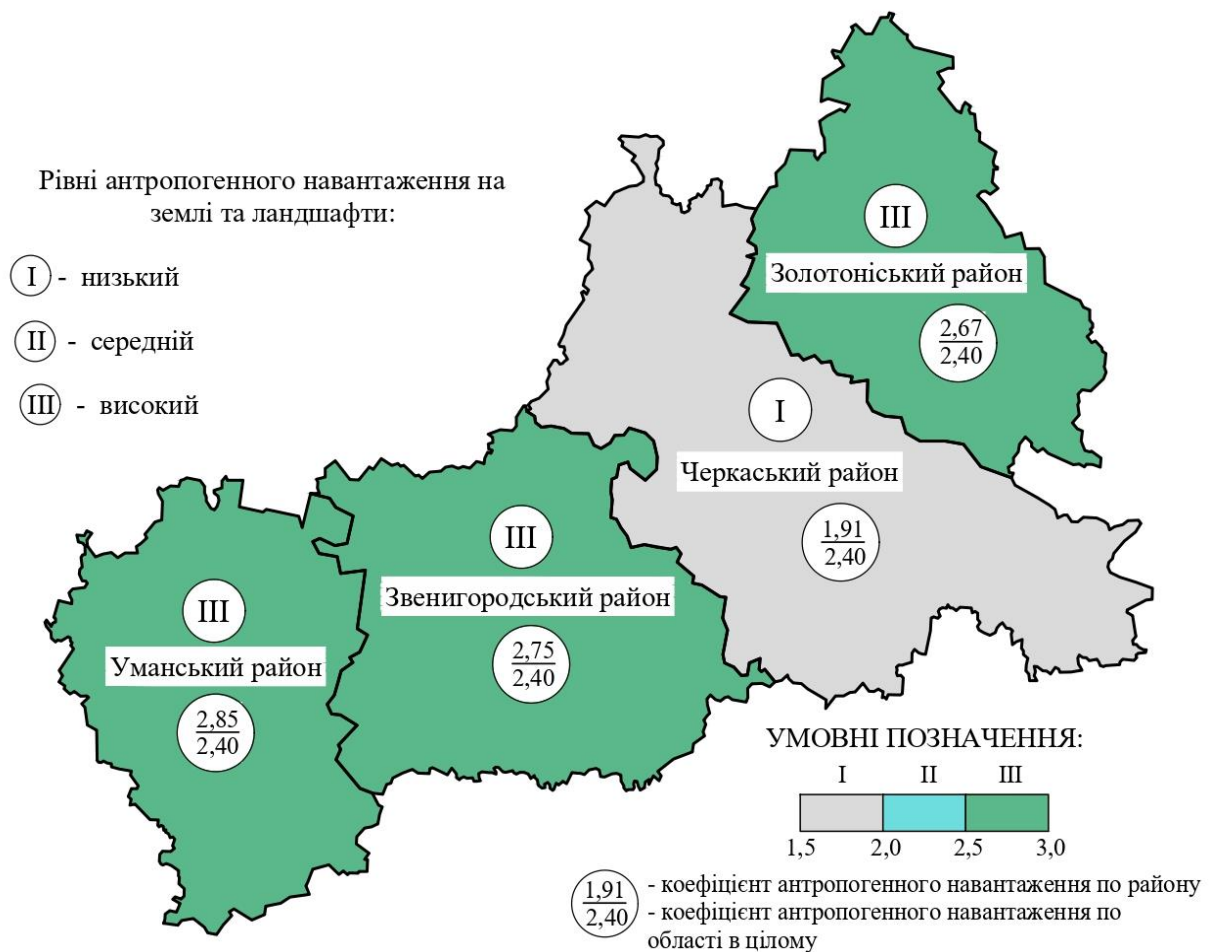 Рівні антропогенного навантаження на
землі та ландшафти:
I - низький
II - середній
III - високий
III
Золотоніський район
2,67
2,40
I
Черкаський район
1,91
2,40
III
Звенигородський район
2,75
2,40
III
Уманський район
2,85
2,40
УМОВНІ ПОЗНАЧЕННЯ:
I II III
1,5 2,0 2,5 3,0
1,91 - коефіцієнт антропогенного навантаження по району
2,40 - коефіцієнт антропогенного навантаження по
області в цілому